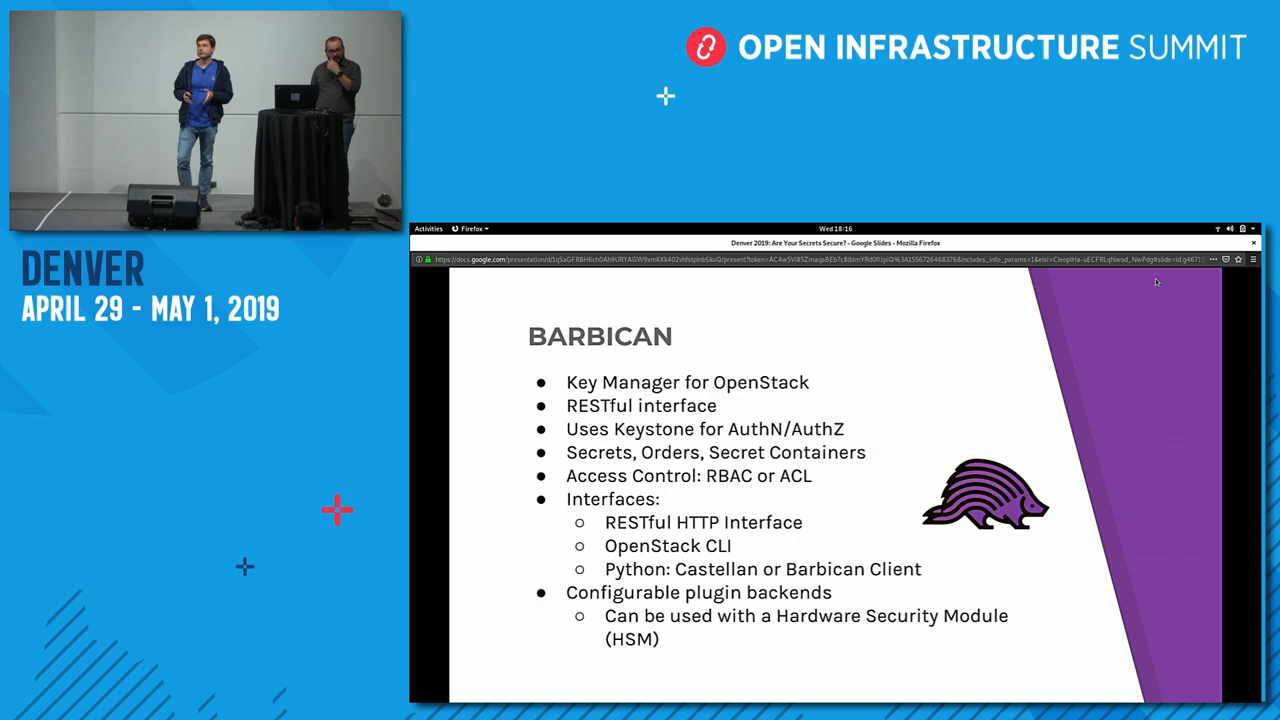 OPEN INFRASTRUCTURE SUMMIT
DENVER
APRIL 29 - MAY 1, 2019
Activities
Firefox
Wed 18:16
Denver 2019: Are Your Secrets Secure? - Google Slides - Mozilla Firefox
BARBICAN
● Key Manager for OpenStack
● RESTful interface
● Uses Keystone for AuthN/AuthZ
● Secrets, Orders, Secret Containers
● Access Control: RBAC or ACL
● Interfaces:
○ RESTful HTTP Interface
○ OpenStack CLI
○ Python: Castellan or Barbican Client
● Configurable plugin backends
○ Can be used with a Hardware Security Module
(HSM)